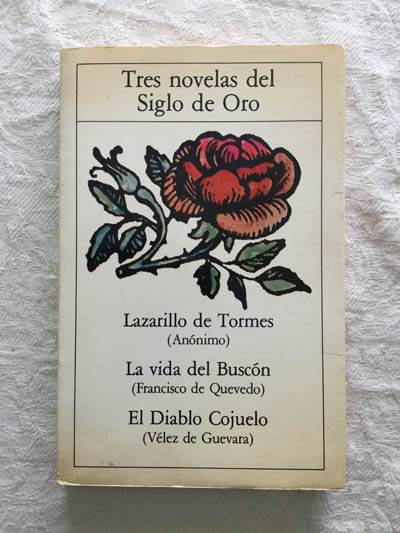 Tres novelas del
Siglo de Oro
Lazarillo de Tormes
(Anónimo)
La vida del Buscón
(Francisco de Quevedo)
El Diablo Cojuelo
(Vélez de Guevara)